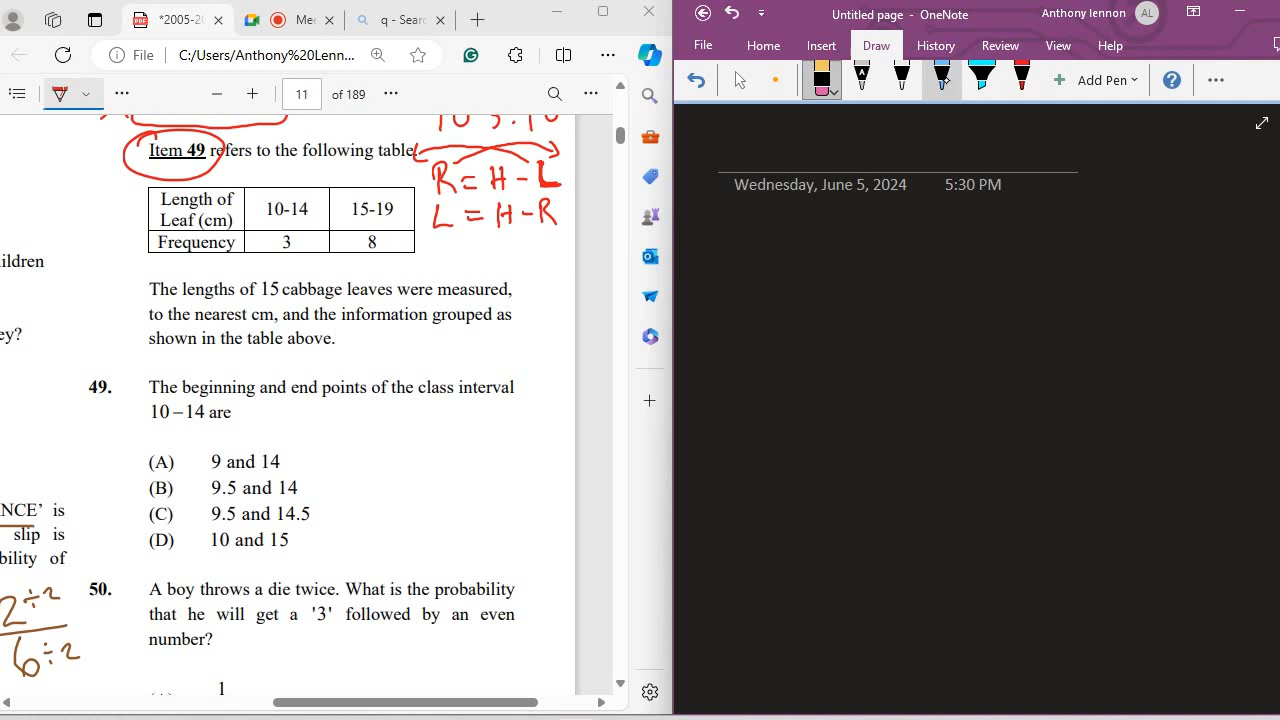 *2005-2
Mee
q - Searc
Untitled page - OneNote
Anthony lennon
AL
File
C:/Users/Anthony%20Lenn...
File
Home
Insert
Draw
History
Review
View
Help
11
of 189
A
Add Pen
Item 49 refers to the following table.
R = H - L
L = H - R
Length of
Leaf (cm)
10-14
15-19
Frequency
3
8
Wednesday, June 5, 2024
5:30 PM
ildren
The lengths of 15 cabbage leaves were measured,
to the nearest cm, and the information grouped as
shown in the table above.
ey?
49. The beginning and end points of the class interval
10 – 14 are
(A) 9 and 14
(B) 9.5 and 14
(C) 9.5 and 14.5
(D) 10 and 15
ANCE’ is
slip is
bility of
50. A boy throws a die twice. What is the probability
that he will get a '3' followed by an even
number?
2 ÷2
6 ÷2
1